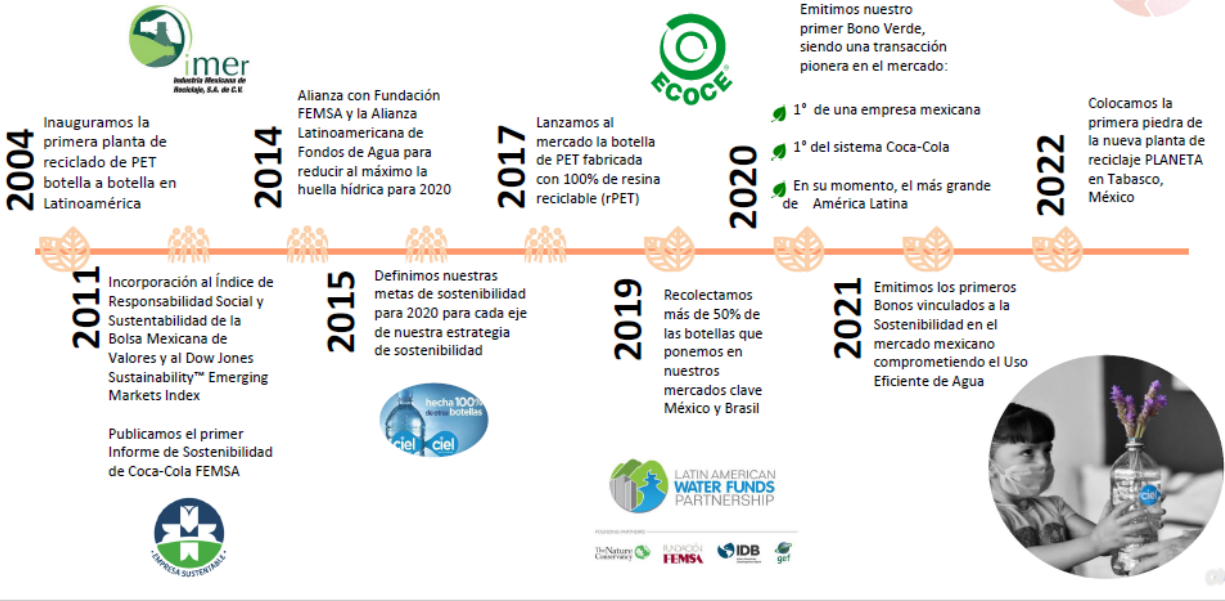 imer
Industria Mexicana de
Reciclaje, S.A. de C.V.
2004
Inauguramos la
primera planta de
reciclado de PET
botella a botella en
Latinoamérica
2014
Alianza con Fundación
FEMSA y la Alianza
Latinoamericana de
Fondos de Agua para
reducir al máximo la
huella hídrica para 2020
ECOCE
2017
Lanzamos al
mercado la botella
de PET fabricada
con 100% de resina
reciclable (rPET)
2020
Emitimos nuestro
primer Bono Verde,
siendo una transacción
pionera en el mercado:
1° de una empresa mexicana
1° del sistema Coca-Cola
En su momento, el más grande
de América Latina
2022
Colocamos la
primera piedra de
la nueva planta de
reciclaje PLANETA
en Tabasco,
México
2011
Incorporación al Índice de
Responsabilidad Social y
Sustentabilidad de la
Bolsa Mexicana de
Valores y al Dow Jones
Sustainability™ Emerging
Markets Index
Publicamos el primer
Informe de Sostenibilidad
de Coca-Cola FEMSA
EMPRESA SUSTENTABLE
2015
Definimos nuestras
metas de sostenibilidad
para 2020 para cada eje
de nuestra estrategia
de sostenibilidad
hecha 100%
de otras botellas
ciel ciel
2019
Recolectamos
más de 50% de
las botellas que
ponemos en
nuestros
mercados clave
México y Brasil
LATIN AMERICAN
WATER FUNDS
PARTNERSHIP
FOUNDING PARTNERS
The Nature
Conservancy
FUNDACIÓN
FEMSA
IDB
gef
2021
Emitimos los primeros
Bonos vinculados a la
Sostenibilidad en el
mercado mexicano
comprometiendo el Uso
Eficiente de Agua
ciel